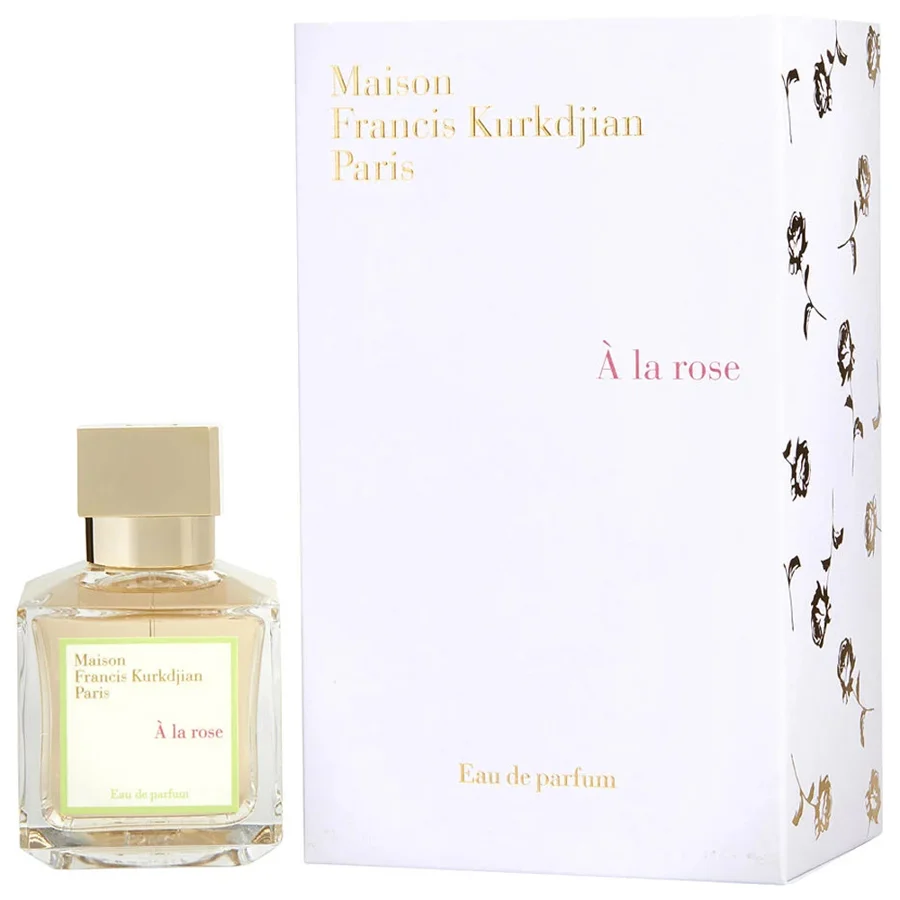 Maison
Francis Kurkdjian
Paris
À la rose
Eau de parfum
Maison
Francis Kurkdjian
Paris
À la rose
Eau de parfum